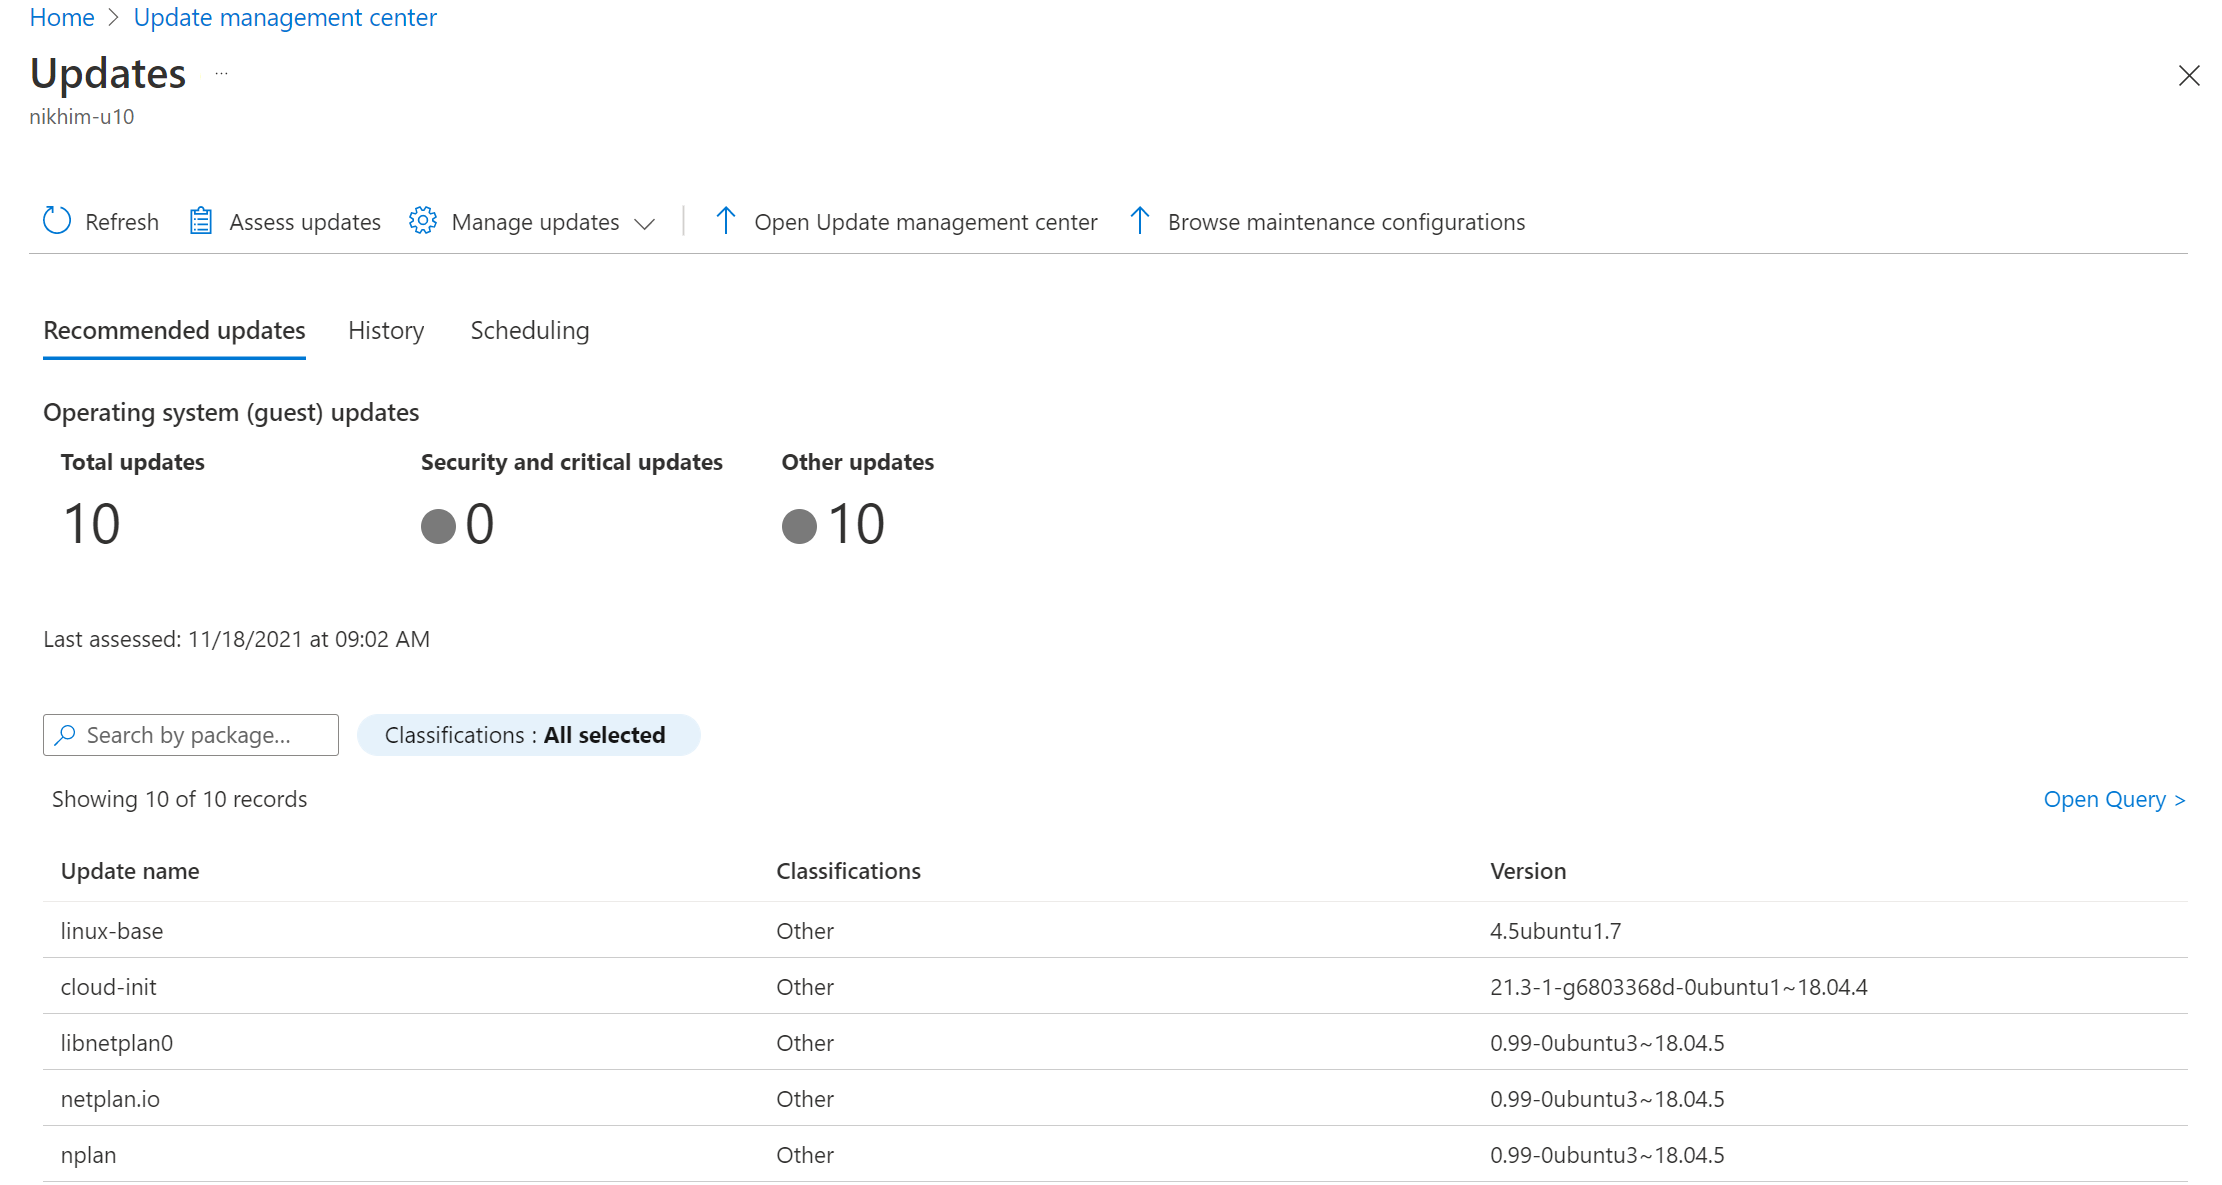 Home > Update management center
Updates ...
nikhim-u10
Refresh Assess updates Manage updates Open Update management center Browse maintenance configurations
Recommended updates History Scheduling
Operating system (guest) updates
Total updates Security and critical updates Other updates
10 0 10
Last assessed: 11/18/2021 at 09:02 AM
Search by package... Classifications : All selected
Showing 10 of 10 records Open Query >
Update name Classifications Version
linux-base Other 4.5ubuntu1.7
cloud-init Other 21.3-1-g6803368d-0ubuntu1~18.04.4
libnetplan0 Other 0.99-0ubuntu3~18.04.5
netplan.io Other 0.99-0ubuntu3~18.04.5
nplan Other 0.99-0ubuntu3~18.04.5